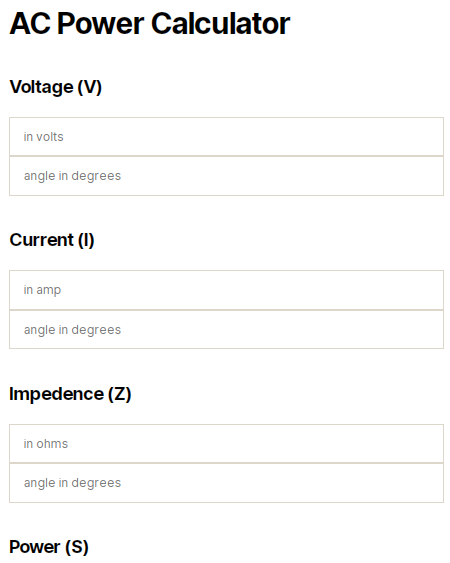 AC Power Calculator
Voltage (V)
in volts
angle in degrees
Current (I)
in amp
angle in degrees
Impedence (Z)
in ohms
angle in degrees
Power (S)